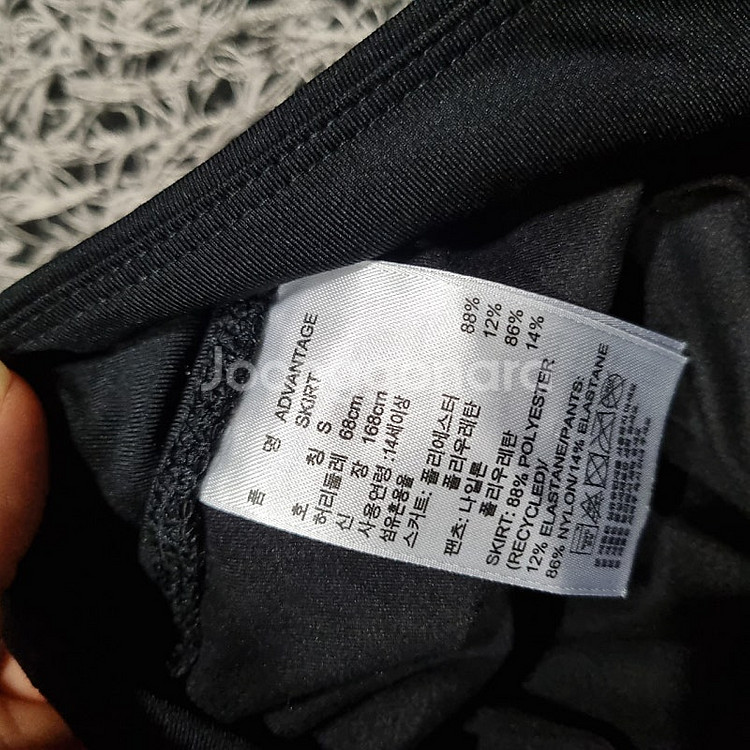 품 명 ADVANTAGE
SKIRT
호 칭 S
허리둘레 68cm
신 장 168cm
사용연령 :14세이상
섬유혼용율
스커트: 폴리에스터 88%
폴리우레탄 12%
팬츠: 나일론 86%
폴리우레탄 14%
SKIRT: 88% POLYESTER
(RECYCLED)/
12% ELASTANE/PANTS:
86% NYLON/14% ELASTANE